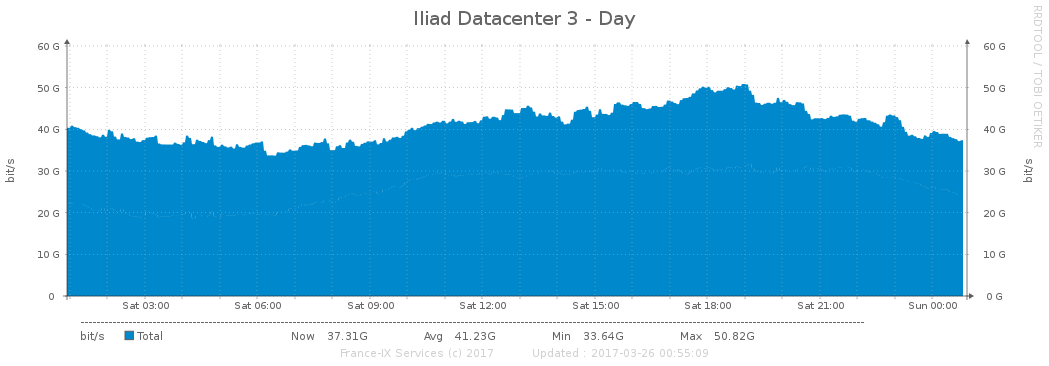 Iliad Datacenter 3 - Day
RRDTOOL / TOBI OETIKER
60 G 60 G
50 G 50 G
40 G 40 G
30 G 30 G
20 G 20 G
10 G 10 G
0 0 G
bit/s bit/s
Sat 03:00 Sat 06:00 Sat 09:00 Sat 12:00 Sat 15:00 Sat 18:00 Sat 21:00 Sun 00:00
bit/s Total Now 37.31G Avg 41.23G Min 33.64G Max 50.82G
France-IX Services (c) 2017 Updated : 2017-03-26 00:55:09